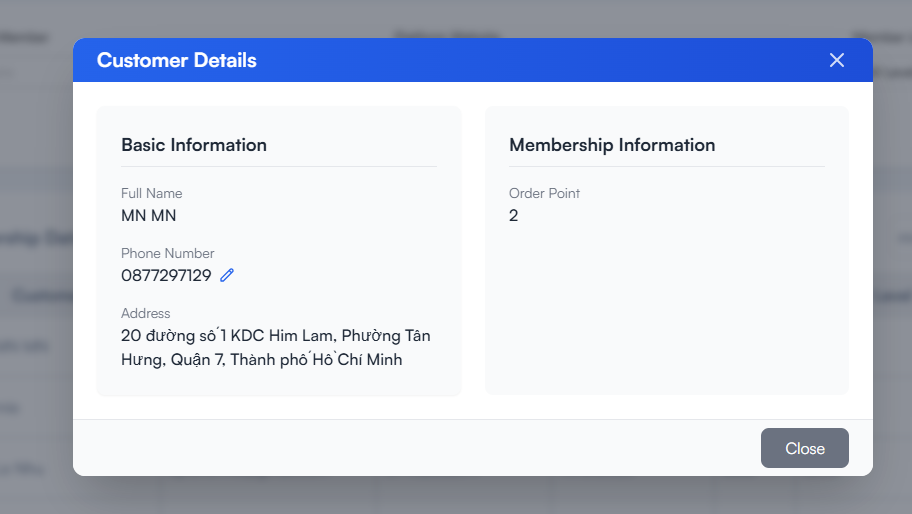 Customer Details
Basic Information
Full Name
MN MN
Phone Number
0877297129
Address
20 đường số 1 KDC Him Lam, Phường Tân
Hưng, Quận 7, Thành phố Hồ Chí Minh
Membership Information
Order Point
2
Close